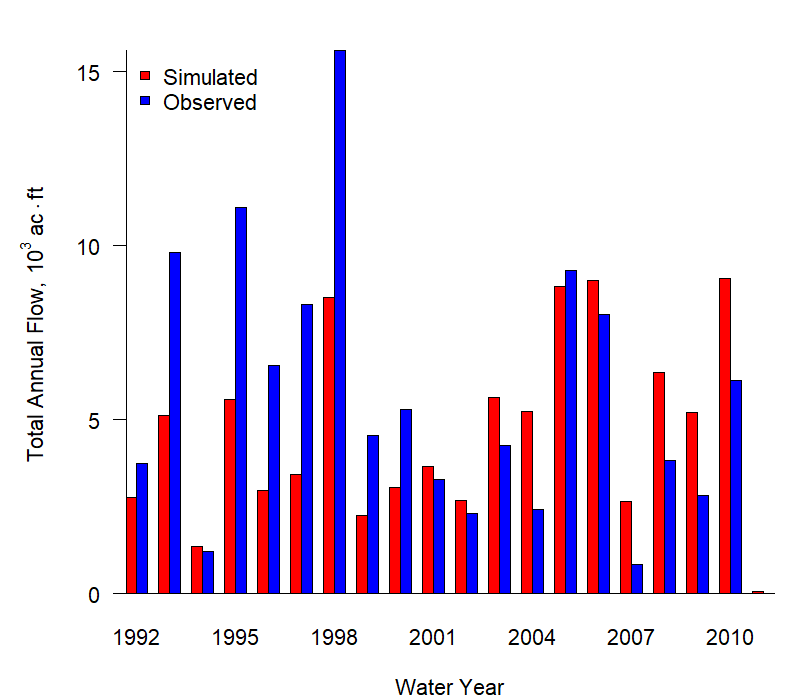 15
10
5
0
Simulated
Observed
Total Annual Flow, 10³ ac·ft
1992 1995 1998 2001 2004 2007 2010
Water Year